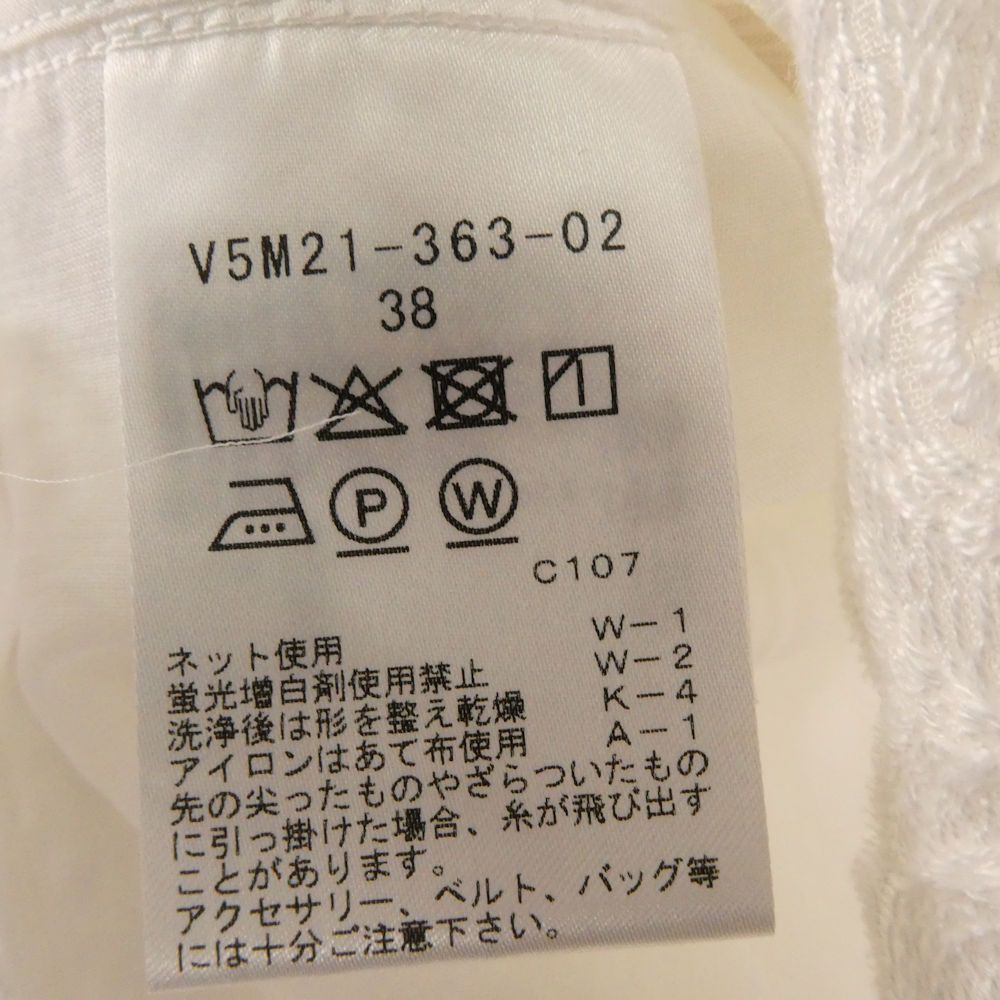 V5M21-363-02
38
P W
C107
W-1
W-2
K-4
A-1
ネット使用
蛍光増白剤使用禁止
洗浄後は形を整え乾燥
アイロンはあて布使用
先の尖ったものやざらついたもの
に引っ掛けた場合、糸が飛び出す
ことがあります。
アクセサリー、ベルト、バッグ等
には十分ご注意下さい。